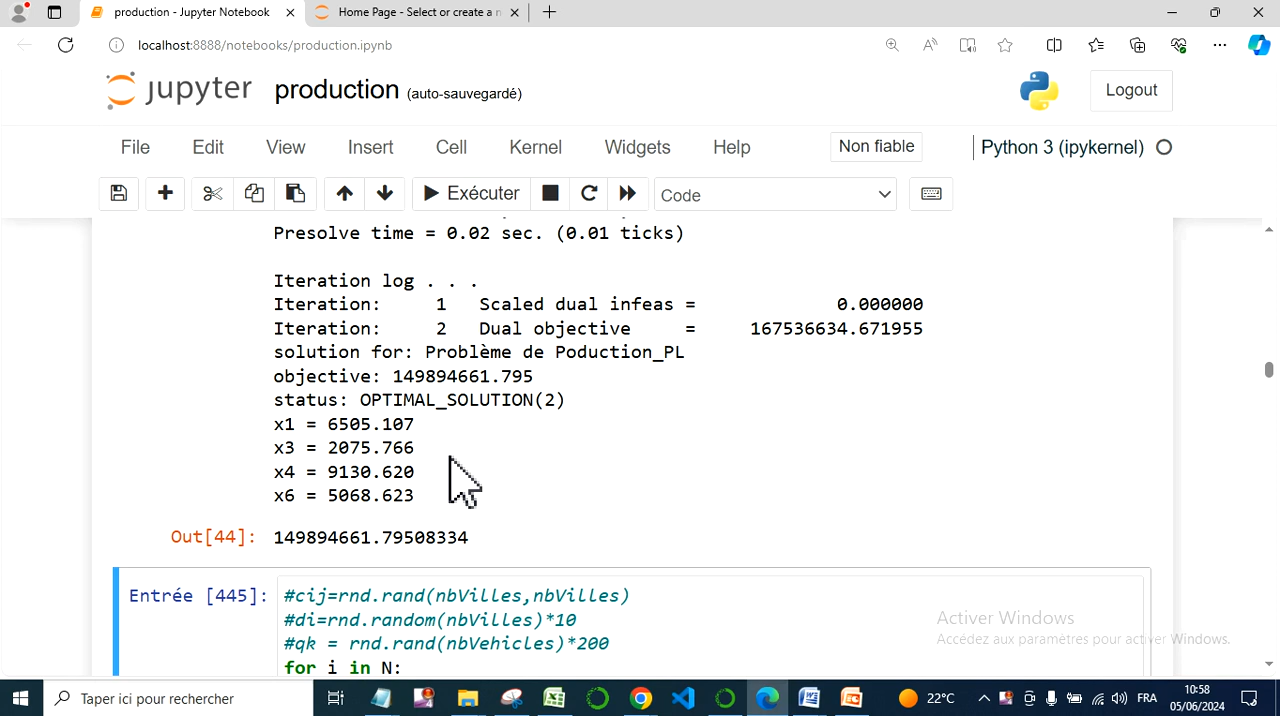 production - Jupyter Notebook
Home Page - Select or create a n
localhost:8888/notebooks/production.ipynb
jupyter production (auto-sauvegardé)
Logout
File Edit View Insert Cell Kernel Widgets Help
Non fiable
Python 3 (ipykernel)
Exécuter
Code
Presolve time = 0.02 sec. (0.01 ticks)
Iteration log . . .
Iteration: 1 Scaled dual infeas = 0.000000
Iteration: 2 Dual objective = 167536634.671955
solution for: Problème de Poduction_PL
objective: 149894661.795
status: OPTIMAL_SOLUTION(2)
x1 = 6505.107
x3 = 2075.766
x4 = 9130.620
x6 = 5068.623
Out[44]: 149894661.79508334
Entrée [445]: #cij=rnd.rand(nbVilles,nbVilles)
#di=rnd.random(nbVilles)*10
#qk = rnd.rand(nbVehicles)*200
for i in N:
Activer Windows
Accédez aux paramètres pour activer Windows.
Taper ici pour rechercher
22°C
FRA
10:58
05/06/2024